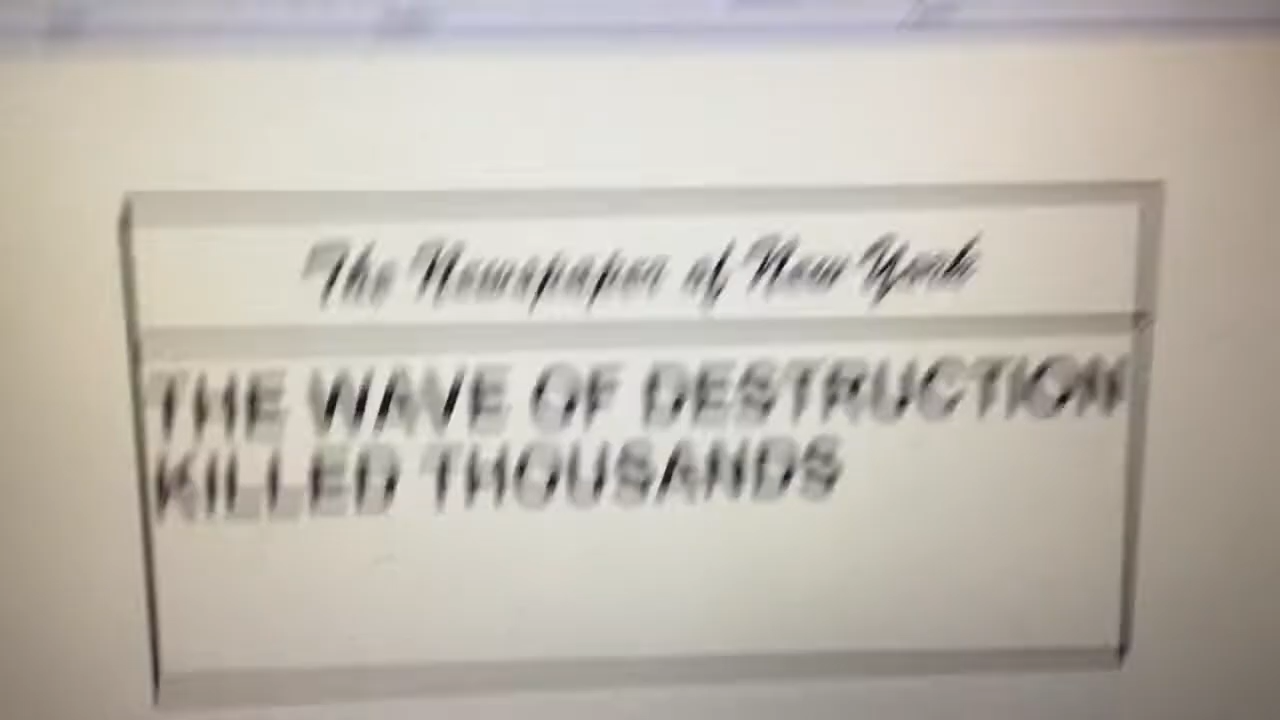 The Newspaper of New York
THE WAVE OF DESTRUCTION
KILLED THOUSANDS